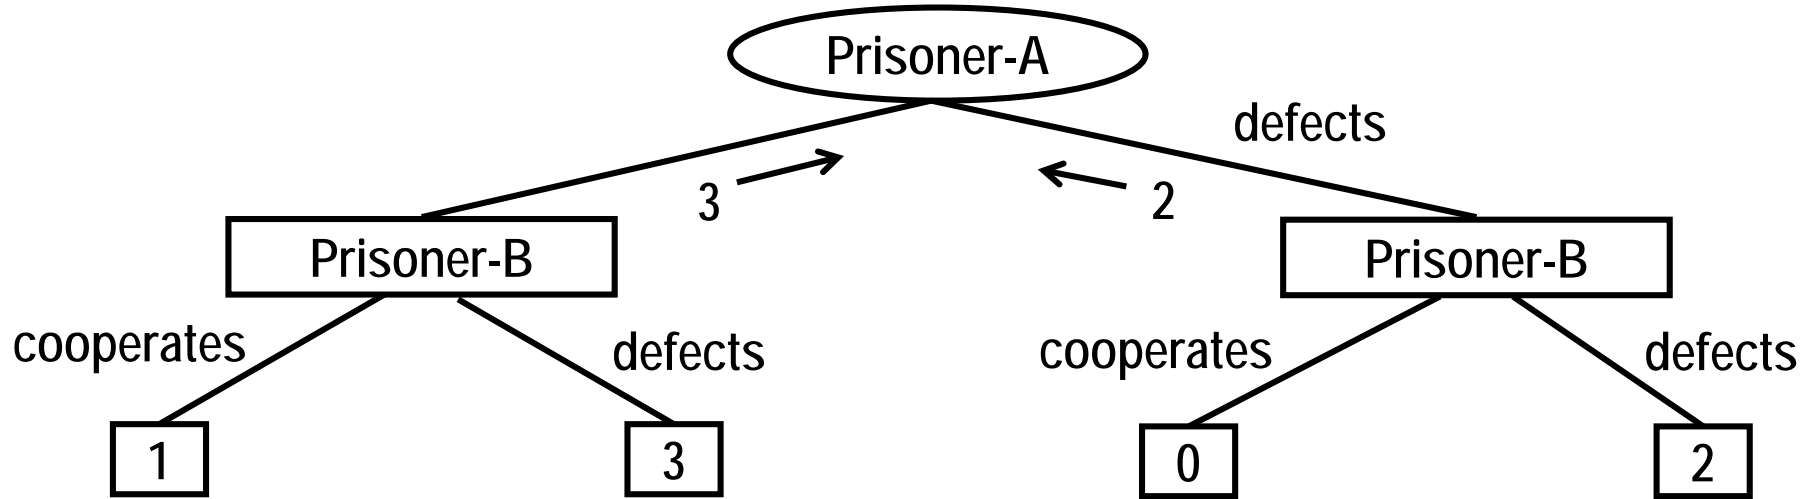 Prisoner-A
defects
3
2
Prisoner-B
Prisoner-B
cooperates
defects
cooperates
defects
1
3
0
2